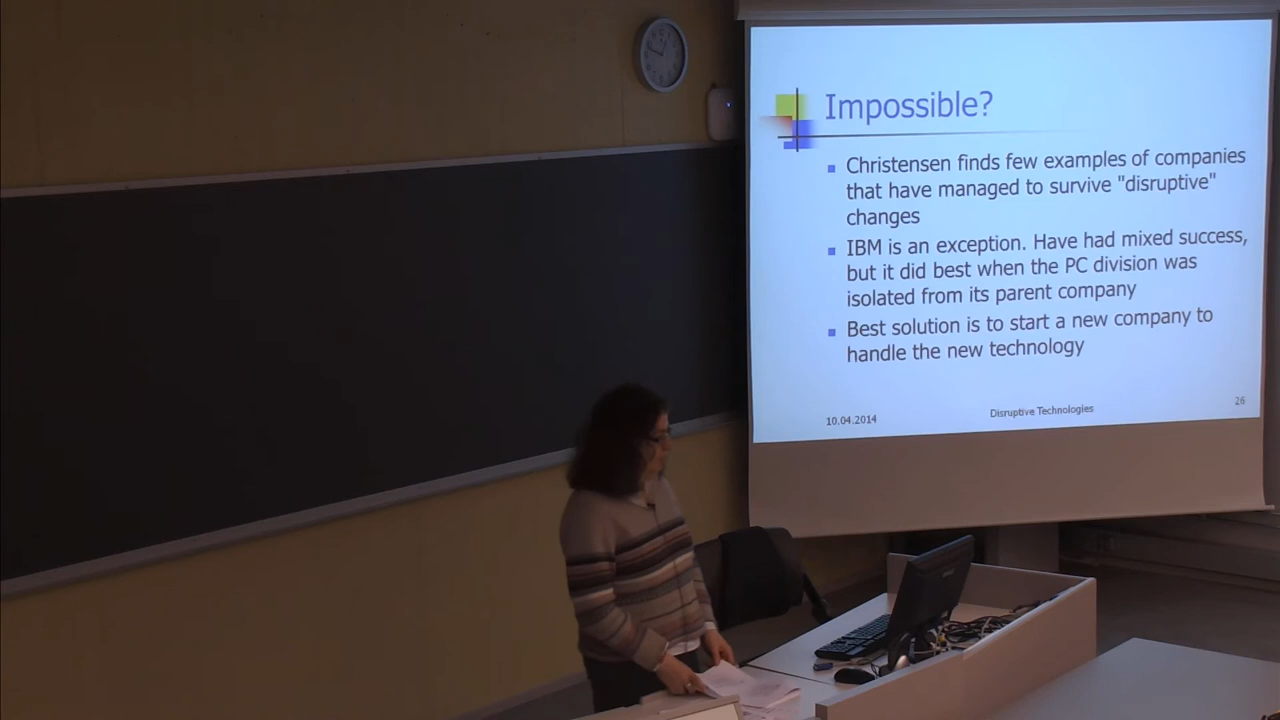 Impossible?
Christensen finds few examples of companies
that have managed to survive "disruptive"
changes
IBM is an exception. Have had mixed success,
but it did best when the PC division was
isolated from its parent company
Best solution is to start a new company to
handle the new technology
10.04.2014
Disruptive Technologies
26